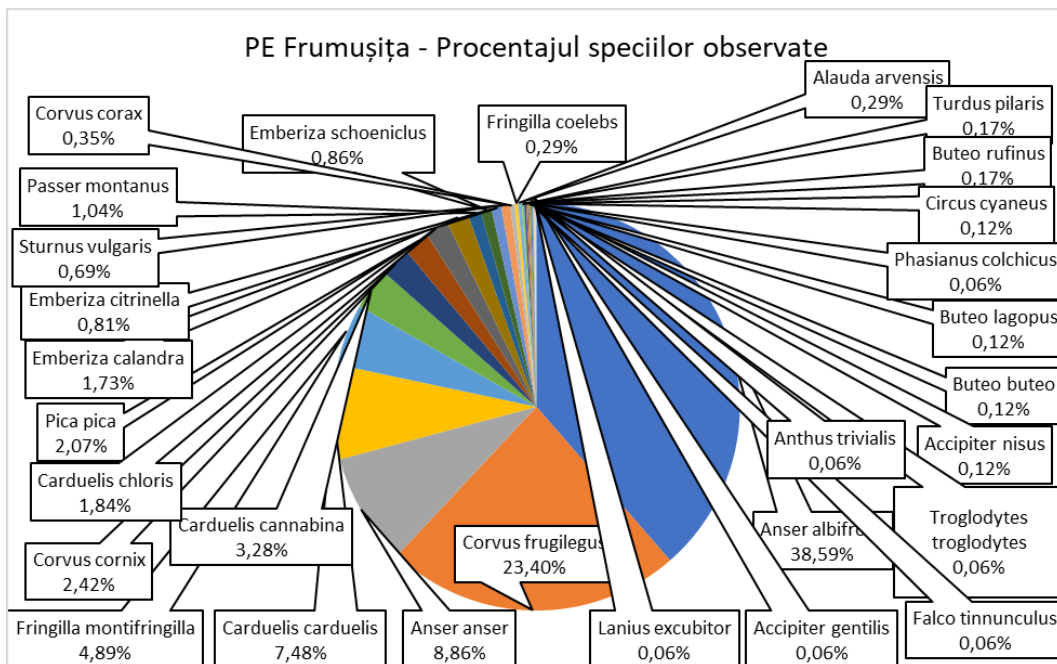 PE Frumușița - Procentajul speciilor observate
Alauda arvensis
0,29%
Corvus corax
0,35%
Turdus pilaris
0,17%
Emberiza schoeniclus
0,86%
Fringilla coelebs
0,29%
Buteo rufinus
0,17%
Passer montanus
1,04%
Circus cyaneus
0,12%
Sturnus vulgaris
0,69%
Phasianus colchicus
0,06%
Emberiza citrinella
0,81%
Buteo lagopus
0,12%
Emberiza calandra
1,73%
Buteo buteo
0,12%
Pica pica
2,07%
Anthus trivialis
0,06%
Accipiter nisus
0,12%
Carduelis chloris
1,84%
Carduelis cannabina
3,28%
Corvus frugilegus
23,40%
Anser albifr
38,59%
Troglodytes
troglodytes
0,06%
Corvus cornix
2,42%
Fringilla montifringilla
4,89%
Carduelis carduelis
7,48%
Anser anser
8,86%
Lanius excubitor
0,06%
Accipiter gentilis
0,06%
Falco tinnunculus
0,06%